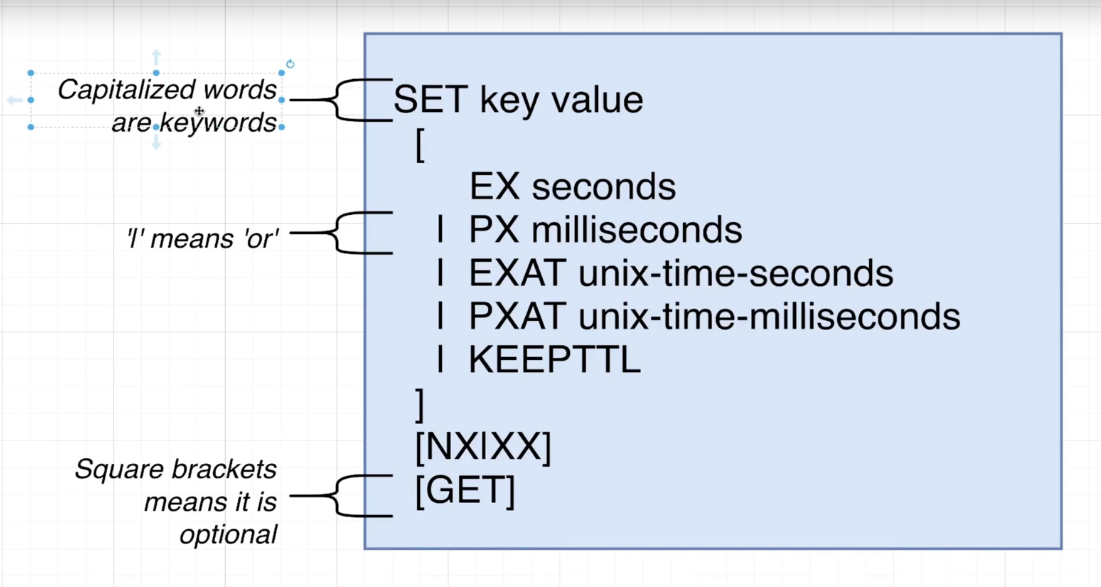 Capitalized words
are keywords
'|' means 'or'
Square brackets
means it is
optional
SET key value
[
EX seconds
| PX milliseconds
| EXAT unix-time-seconds
| PXAT unix-time-milliseconds
| KEEPTTL
]
[NX|XX]
[GET]